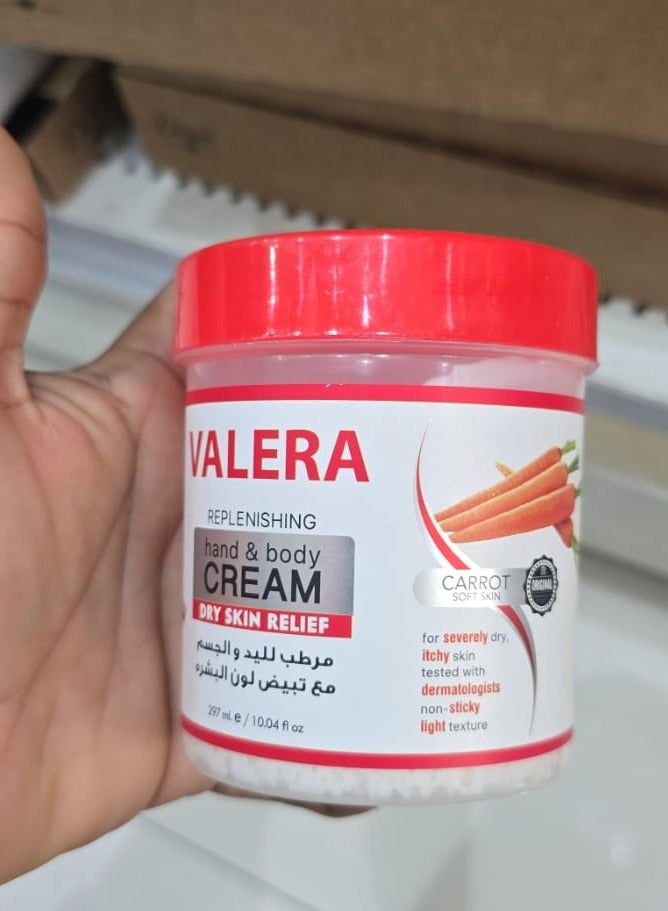 VALERA
REPLENISHING
hand & body
CREAM
DRY SKIN RELIEF
مرطب لليد و الجسم
مع تبيض لون البشره
297 ml. e / 10.04 fl oz
CARROT
SOFT SKIN
ORIGINAL
for severely dry,
itchy skin
tested with
dermatologists
non-sticky
light texture